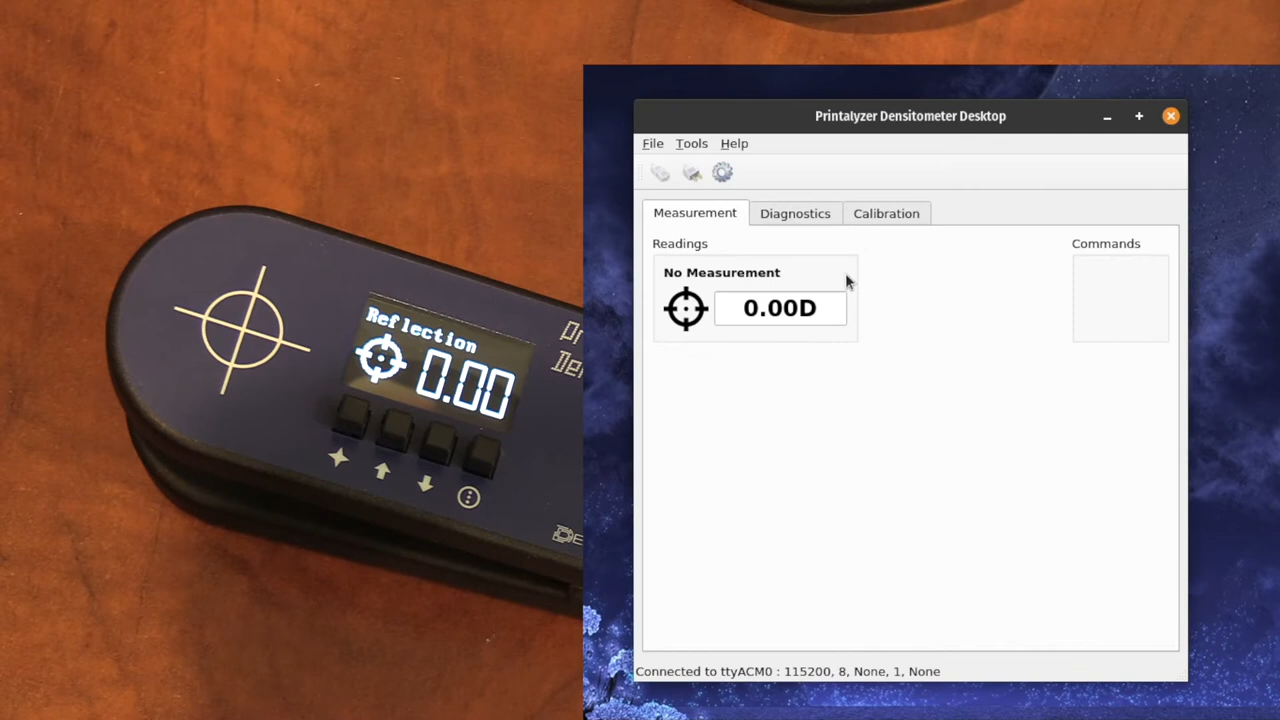 Reflection
0.00
Printalyzer Densitometer Desktop
File Tools Help
Measurement Diagnostics Calibration
Readings
Commands
No Measurement
0.00D
Connected to ttyACM0 : 115200, 8, None, 1, None